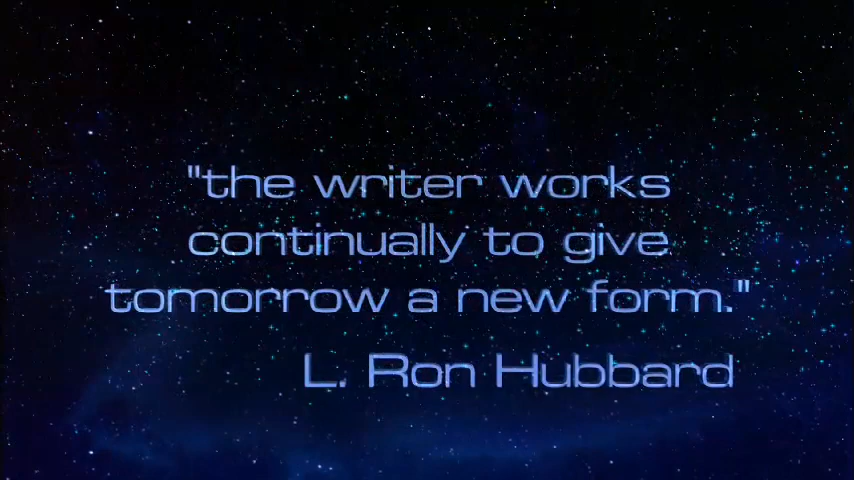 "the writer works
continually to give
tomorrow a new form."
L. Ron Hubbard